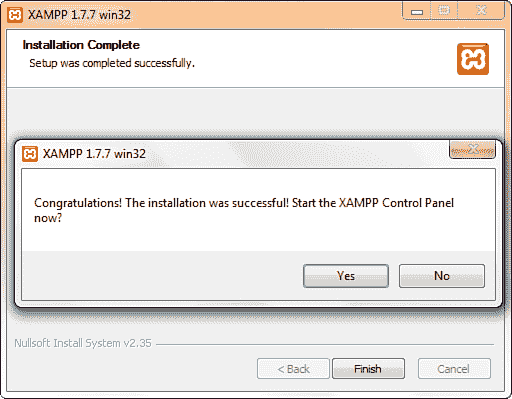 XAMPP 1.7.7 win32
Installation Complete
Setup was completed successfully.
XAMPP 1.7.7 win32
Congratulations! The installation was successful! Start the XAMPP Control Panel
now?
Yes No
Nullsoft Install System v2.35
< Back Finish Cancel